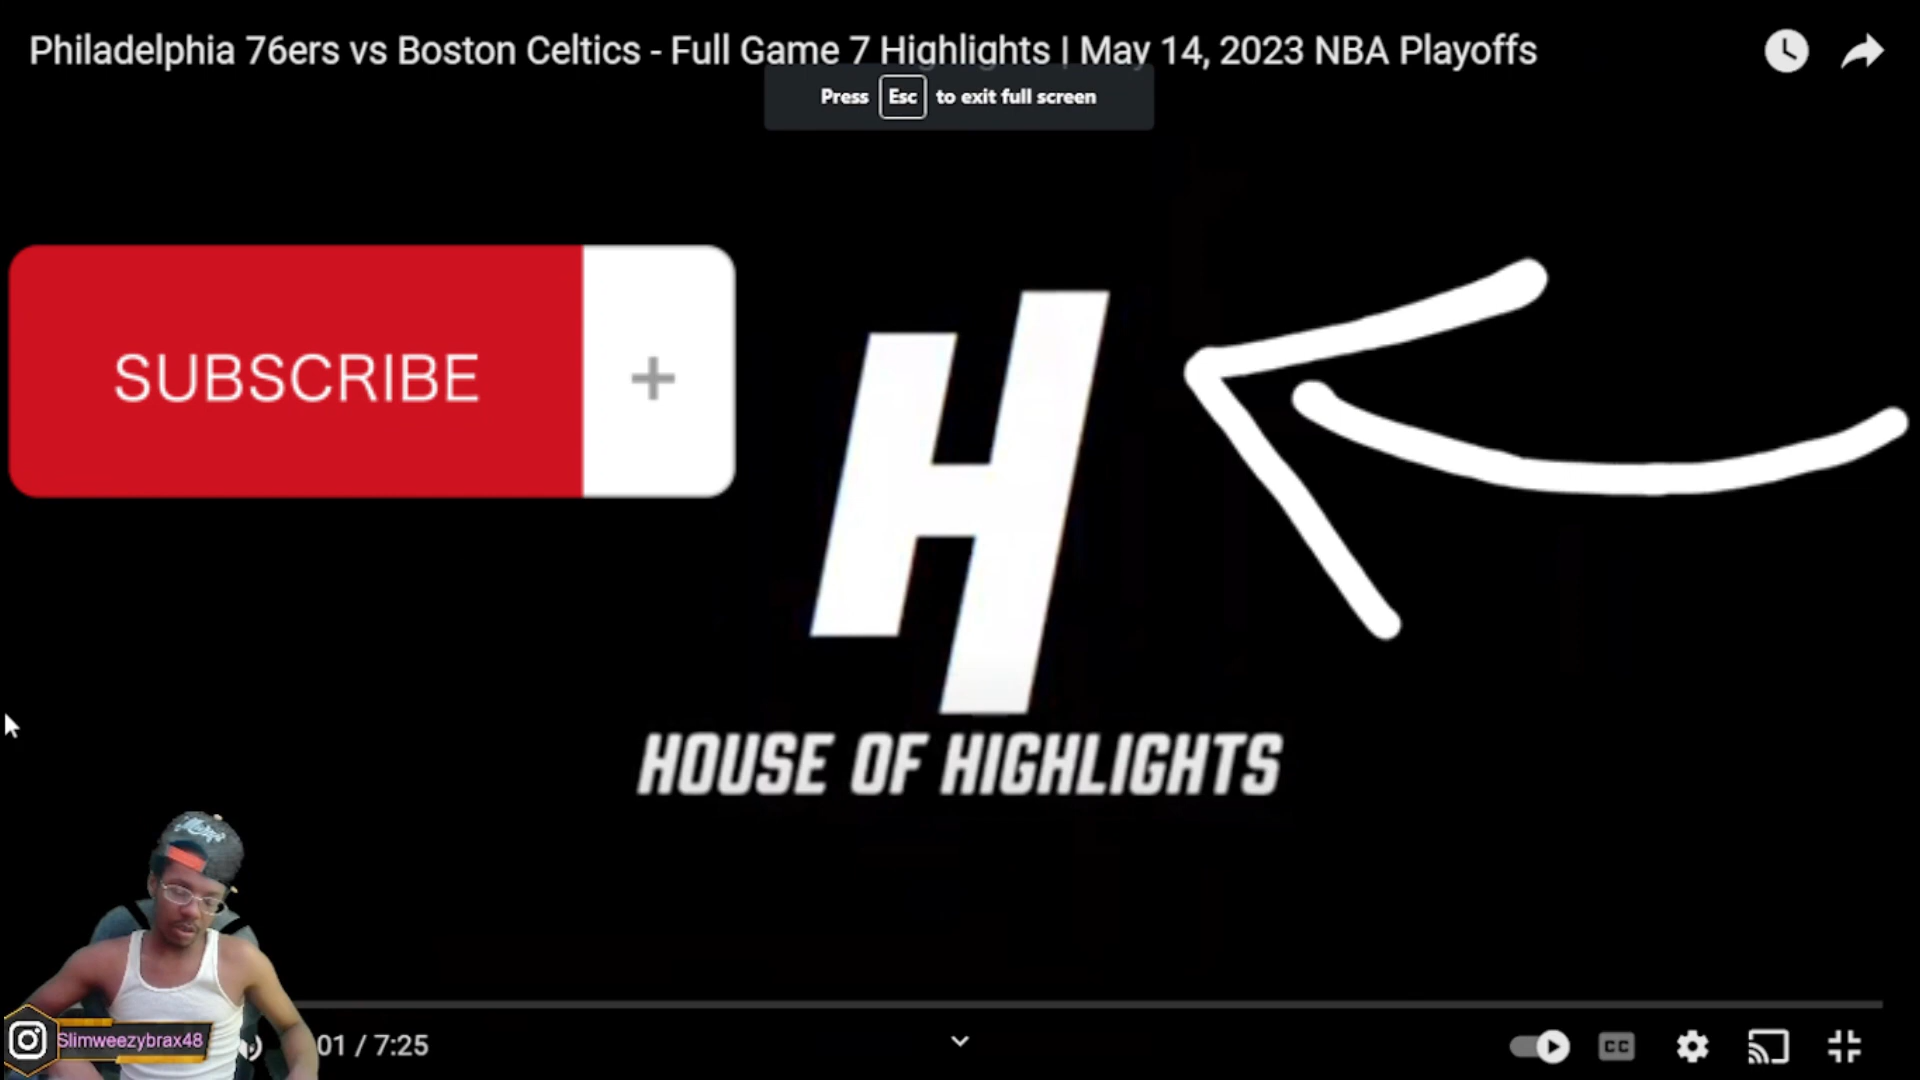 Philadelphia 76ers vs Boston Celtics - Full Game 7 Highlights | May 14, 2023 NBA Playoffs
Press Esc to exit full screen
SUBSCRIBE +
H
HOUSE OF HIGHLIGHTS
Slimweezybrax48
01 / 7:25
CC